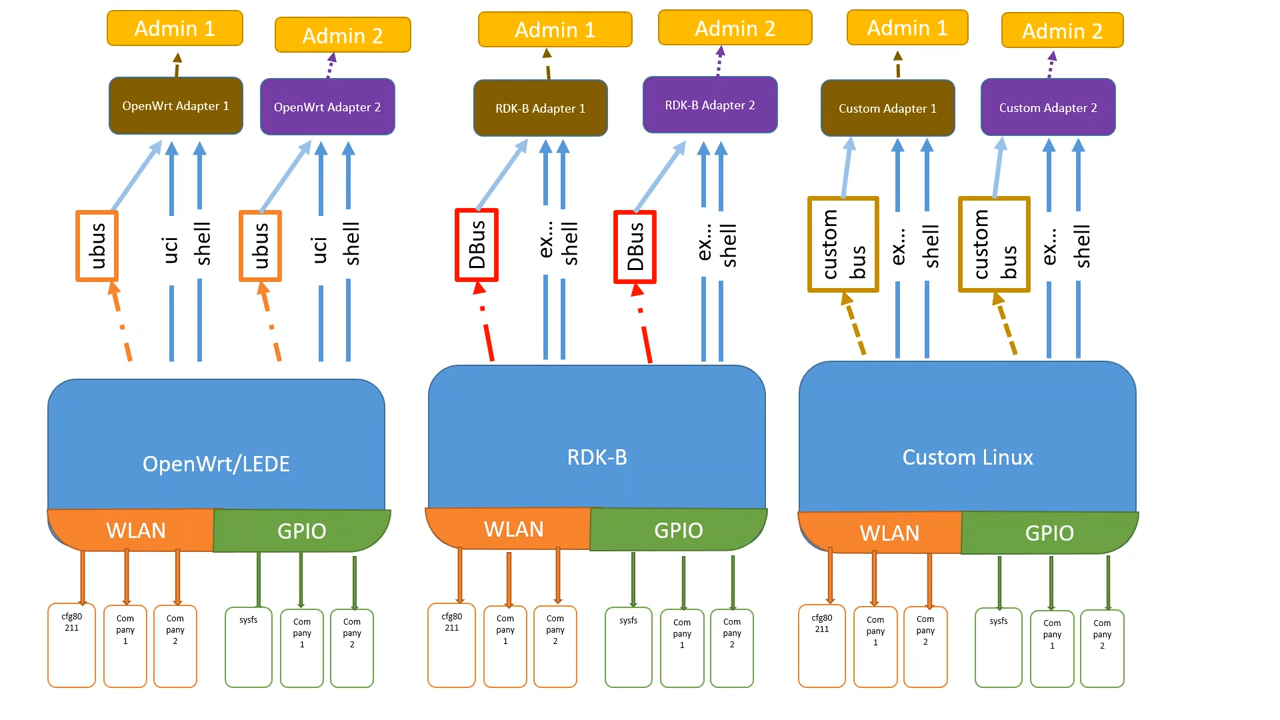 Admin 1
Admin 2
Admin 1
Admin 2
Admin 1
Admin 2
OpenWrt Adapter 1
OpenWrt Adapter 2
RDK-B Adapter 1
RDK-B Adapter 2
Custom Adapter 1
Custom Adapter 2
ubus
uci
shell
ubus
uci
shell
DBus
ex...
shell
DBus
ex...
shell
custom
bus
ex...
shell
custom
bus
ex...
shell
OpenWrt/LEDE
RDK-B
Custom Linux
WLAN
GPIO
WLAN
GPIO
WLAN
GPIO
cfg80
211
Com
pany
1
Com
pany
2
sysfs
Com
pany
1
Com
pany
2
cfg80
211
Com
pany
1
Com
pany
2
sysfs
Com
pany
1
Com
pany
2
cfg80
211
Com
pany
1
Com
pany
2
sysfs
Com
pany
1
Com
pany
2